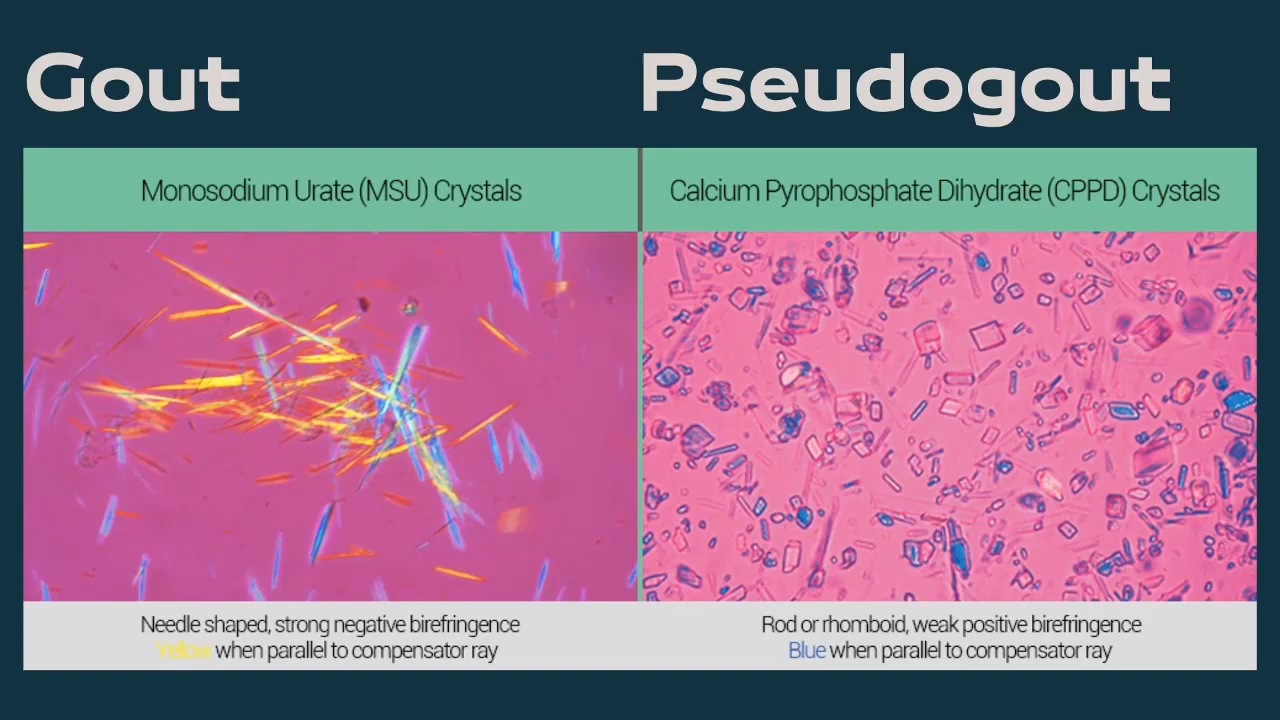 Gout
Pseudogout
Monosodium Urate (MSU) Crystals
Calcium Pyrophosphate Dihydrate (CPPD) Crystals
Needle shaped, strong negative birefringence
Yellow when parallel to compensator ray
Rod or rhomboid, weak positive birefringence
Blue when parallel to compensator ray